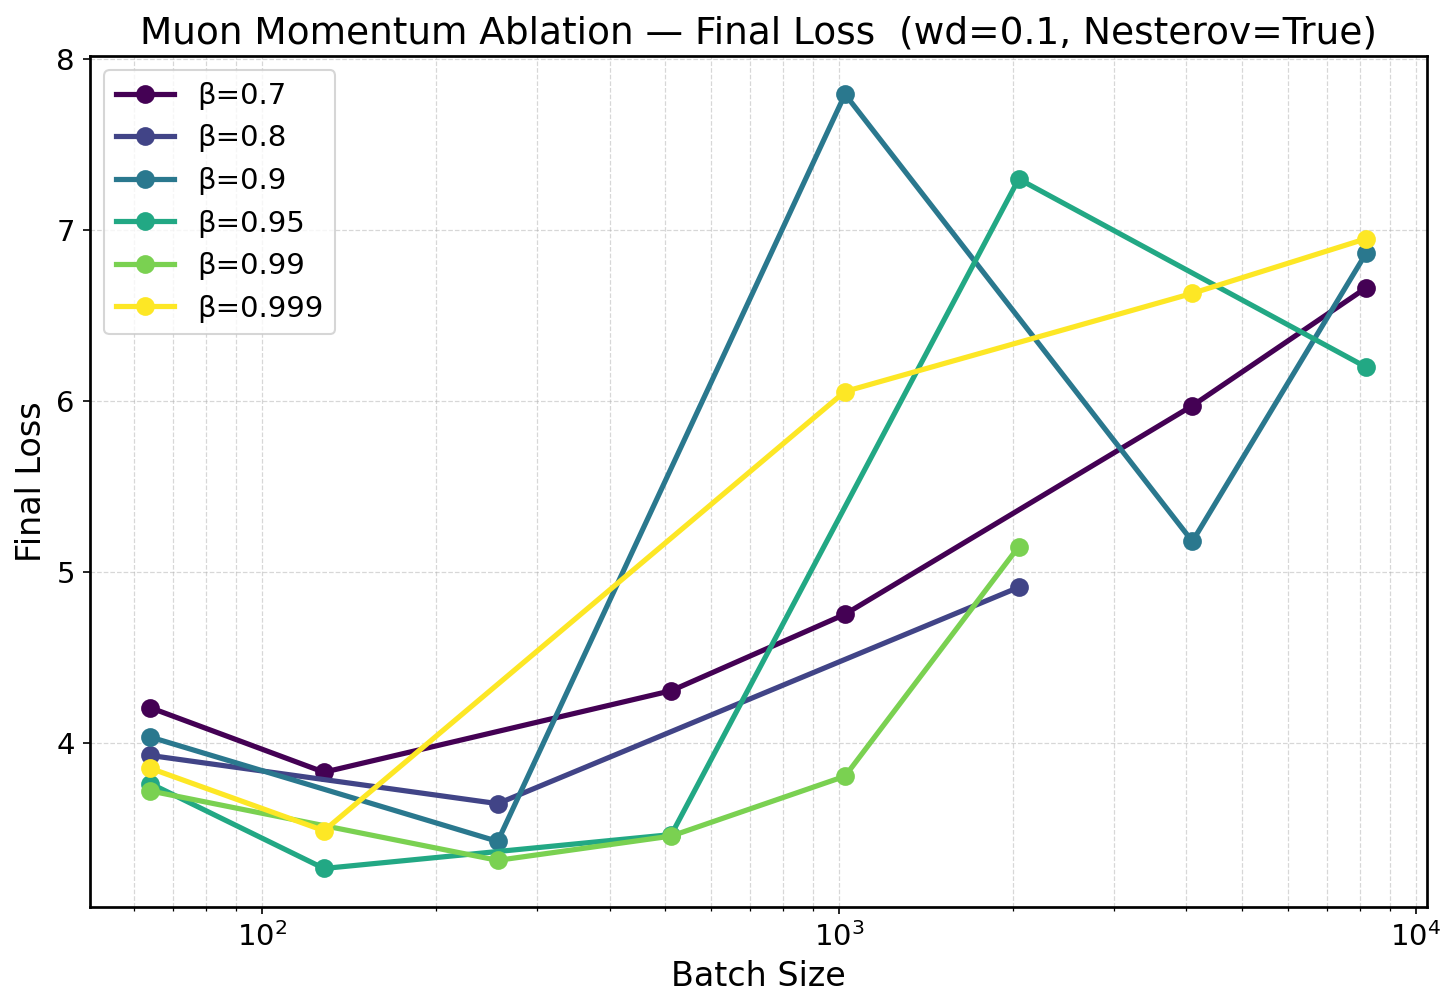 Muon Momentum Ablation — Final Loss (wd=0.1, Nesterov=True)
8
7
6
5
4
Final Loss
β=0.7
β=0.8
β=0.9
β=0.95
β=0.99
β=0.999
10²
10³
10⁴
Batch Size